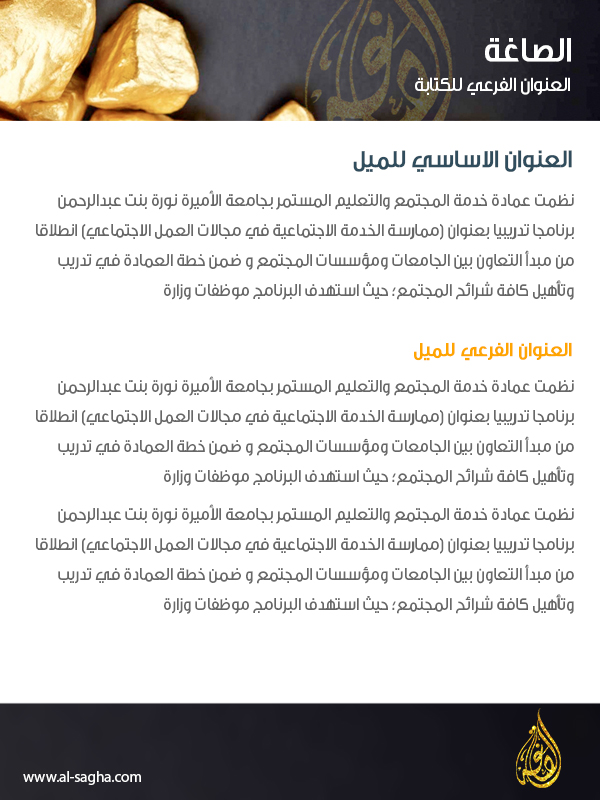 الصاغة
العنوان الفرعي للكتابة
العنوان الاساسي للميل
نظمت عمادة خدمة المجتمع والتعليم المستمر بجامعة الأميرة نورة بنت عبدالرحمن
برنامجا تدريبيا بعنوان (ممارسة الخدمة الاجتماعية في مجالات العمل الاجتماعي) انطلاقا
من مبدأ التعاون بين الجامعات ومؤسسات المجتمع و ضمن خطة العمادة في تدريب
وتأهيل كافة شرائح المجتمع؛ حيث استهدف البرنامج موظفات وزارة
العنوان الفرعي للميل
نظمت عمادة خدمة المجتمع والتعليم المستمر بجامعة الأميرة نورة بنت عبدالرحمن
برنامجا تدريبيا بعنوان (ممارسة الخدمة الاجتماعية في مجالات العمل الاجتماعي) انطلاقا
من مبدأ التعاون بين الجامعات ومؤسسات المجتمع و ضمن خطة العمادة في تدريب
وتأهيل كافة شرائح المجتمع؛ حيث استهدف البرنامج موظفات وزارة
نظمت عمادة خدمة المجتمع والتعليم المستمر بجامعة الأميرة نورة بنت عبدالرحمن
برنامجا تدريبيا بعنوان (ممارسة الخدمة الاجتماعية في مجالات العمل الاجتماعي) انطلاقا
من مبدأ التعاون بين الجامعات ومؤسسات المجتمع و ضمن خطة العمادة في تدريب
وتأهيل كافة شرائح المجتمع؛ حيث استهدف البرنامج موظفات وزارة
www.al-sagha.com